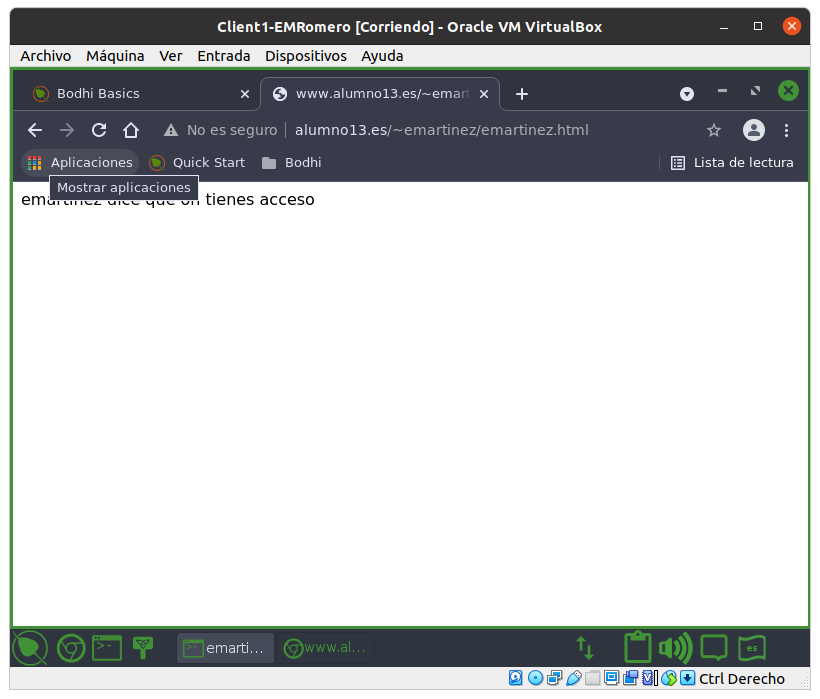 Client1-EMRomero [Corriendo] - Oracle VM VirtualBox
Archivo Máquina Ver Entrada Dispositivos Ayuda
Bodhi Basics www.alumno13.es/~emart
No es seguro alumno13.es/~emartinez/emartinez.html
Aplicaciones Quick Start Bodhi Lista de lectura
Mostrar aplicaciones
emartinez dice que on tienes acceso
emarti... www.al... es
Ctrl Derecho